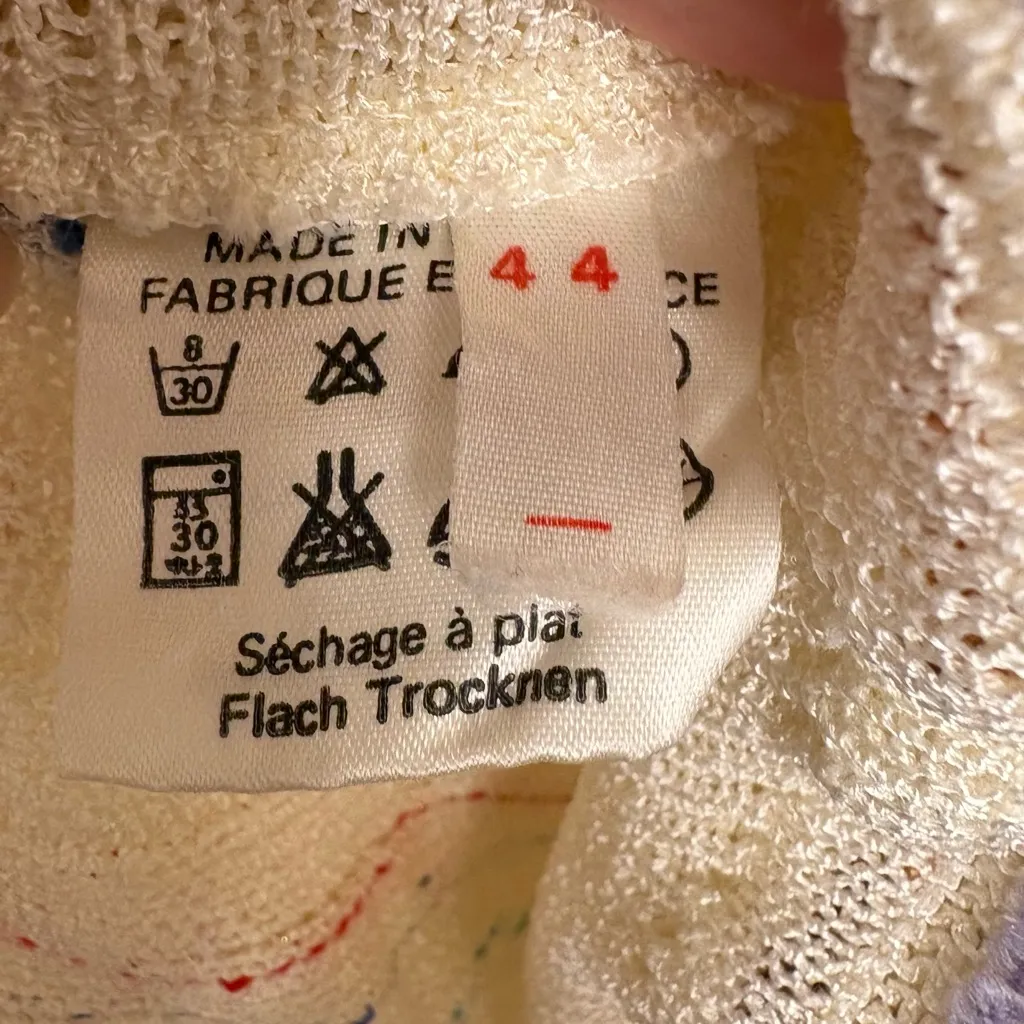 MADE IN
FABRIQUE E
CE
44
8
30
30
Séchage à plat
Flach Trocknen